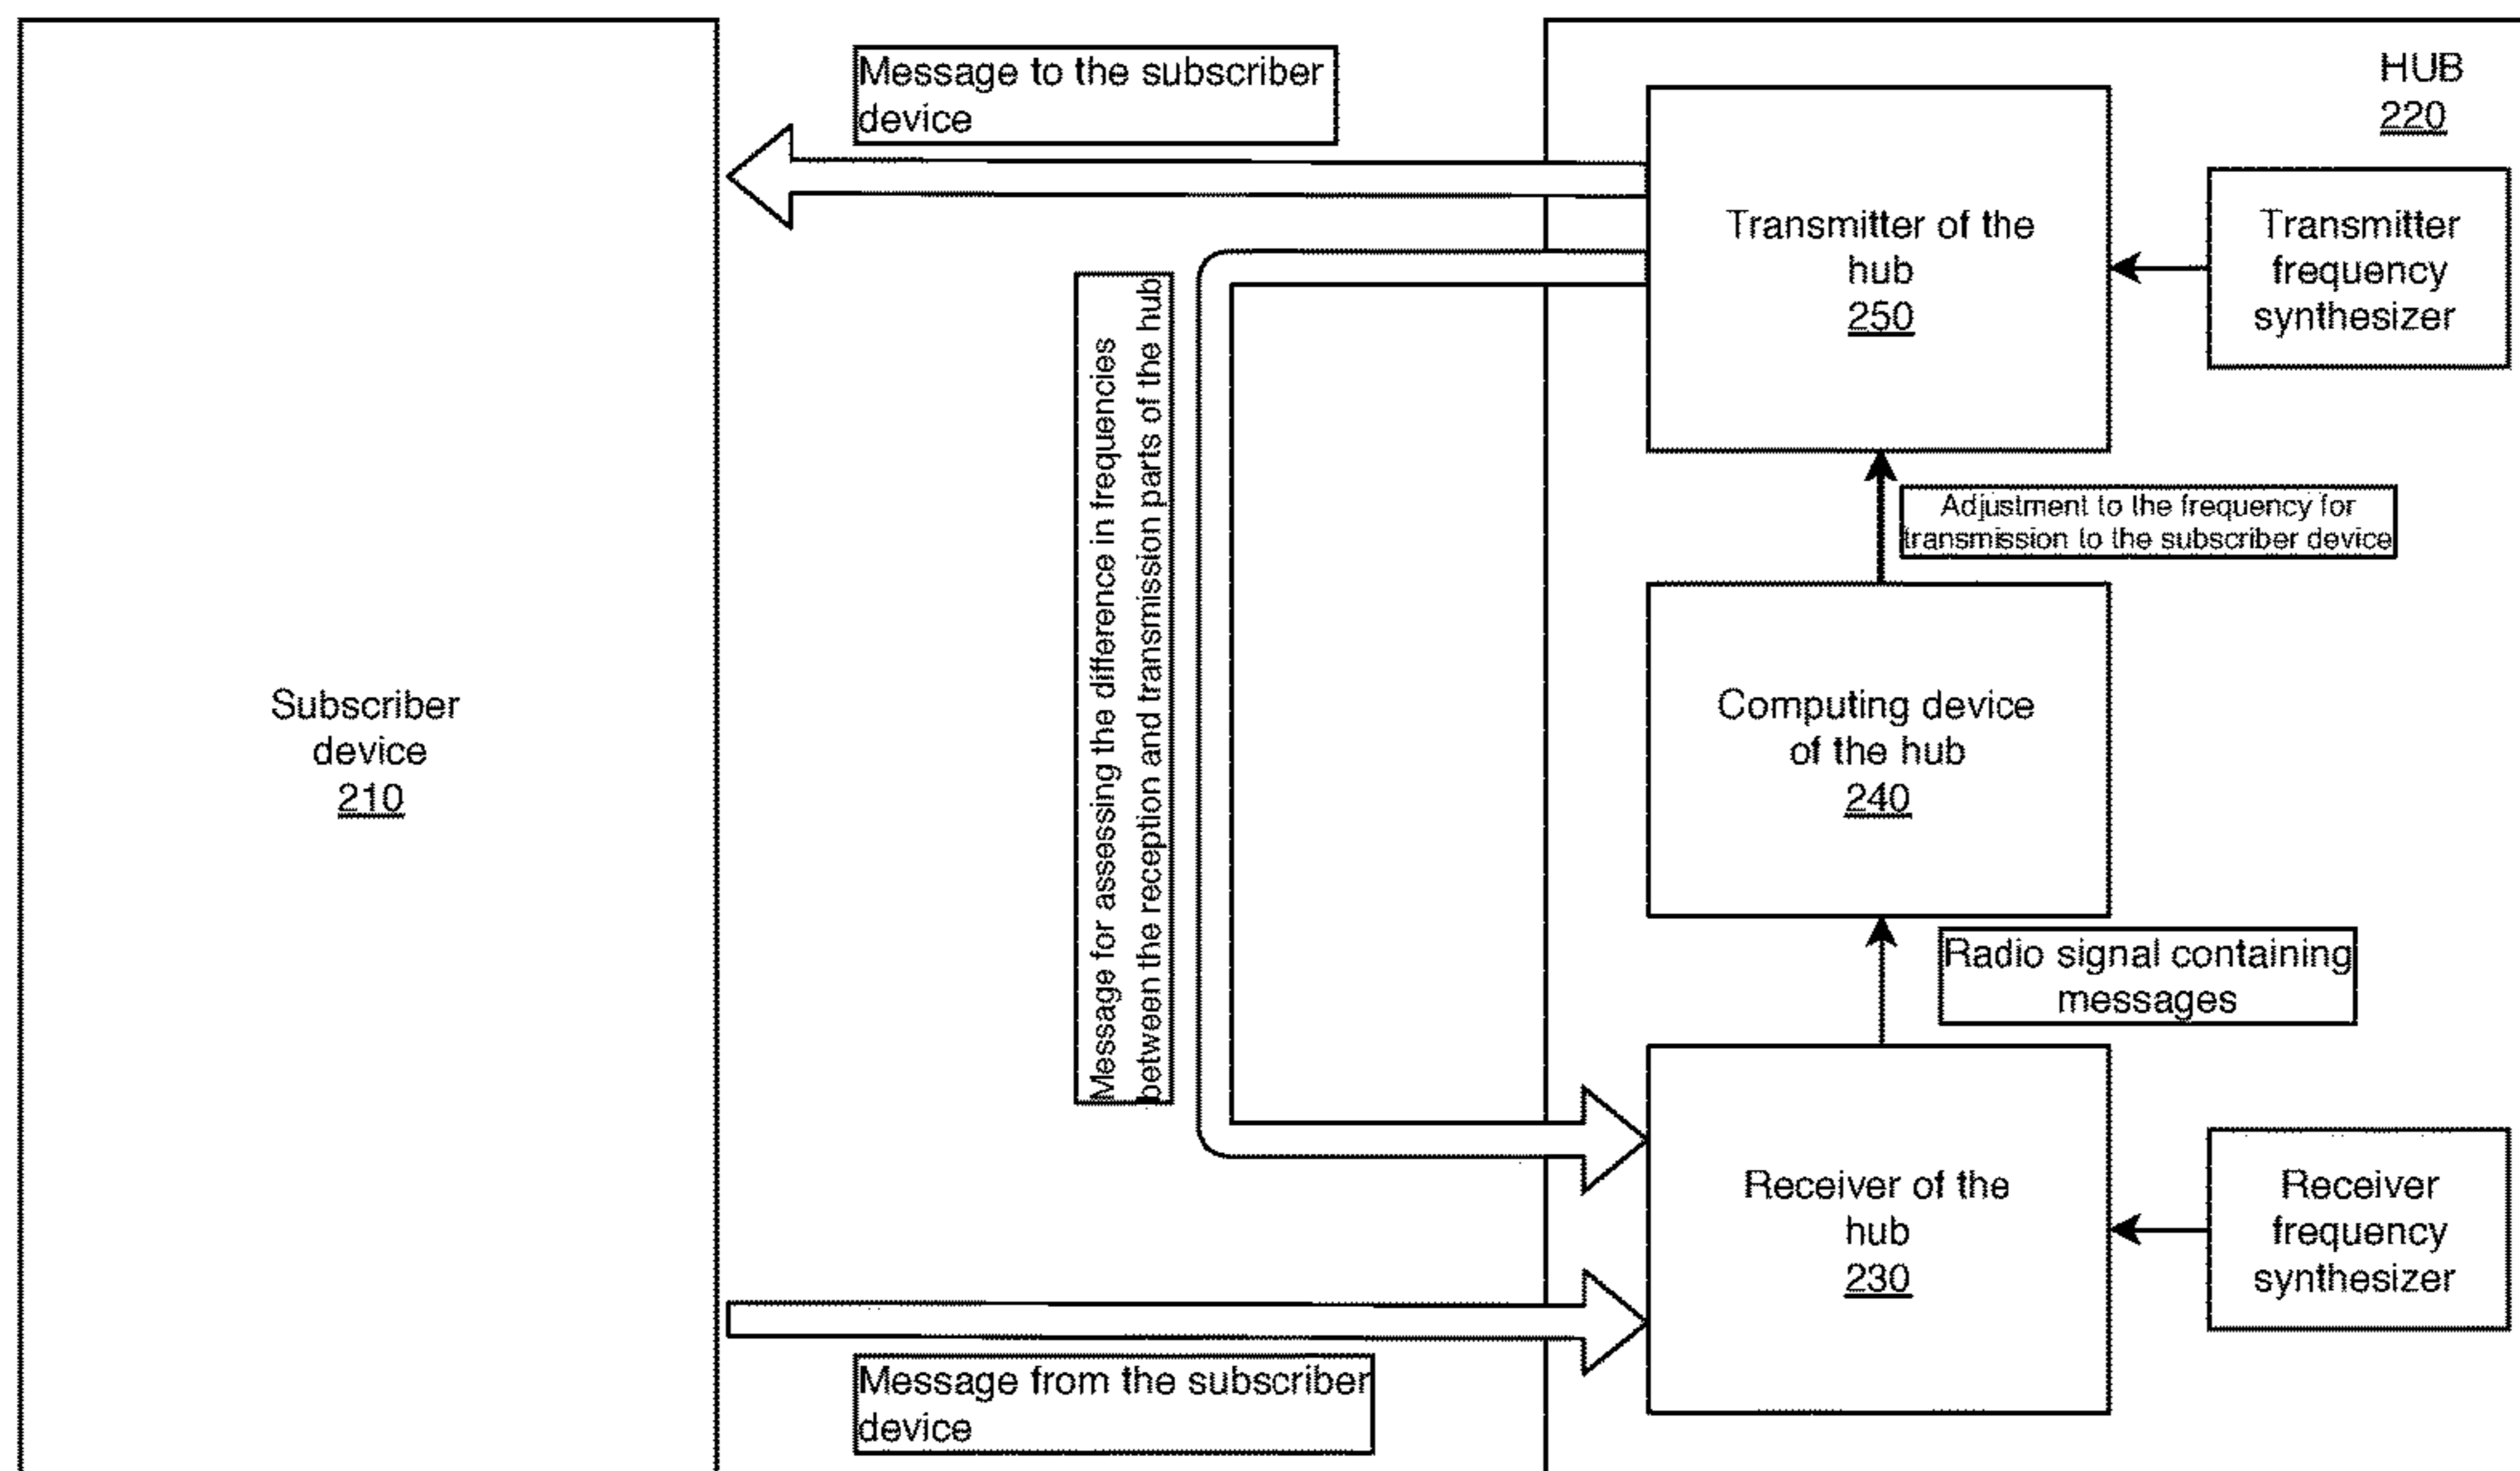 Message to the subscriber
device
HUB
220
Transmitter of the
hub
250
Transmitter
frequency
synthesizer
Message for assessing the difference in frequencies
between the reception and transmission parts of the hub
Adjustment to the frequency for
transmission to the subscriber device
Subscriber
device
210
Computing device
of the hub
240
Radio signal containing
messages
Receiver of the
hub
230
Receiver
frequency
synthesizer
Message from the subscriber
device